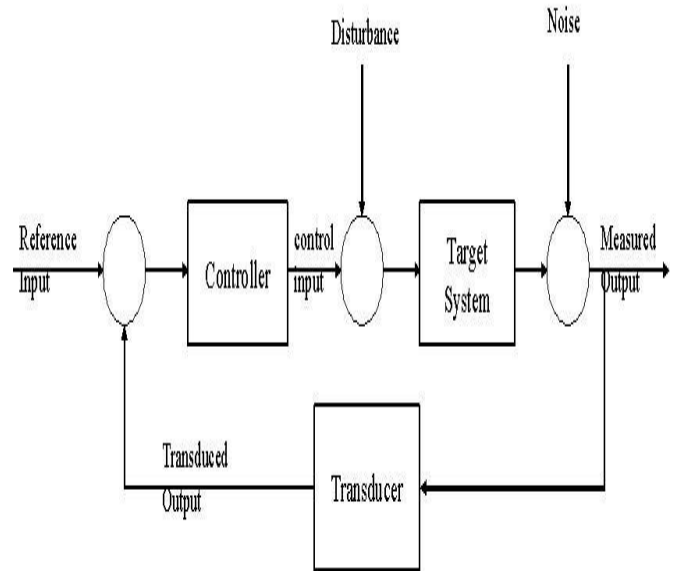 Disturbance
Noise
Reference
Input
Controller
control
input
Target
System
Measured
Output
Transduced
Output
Transducer